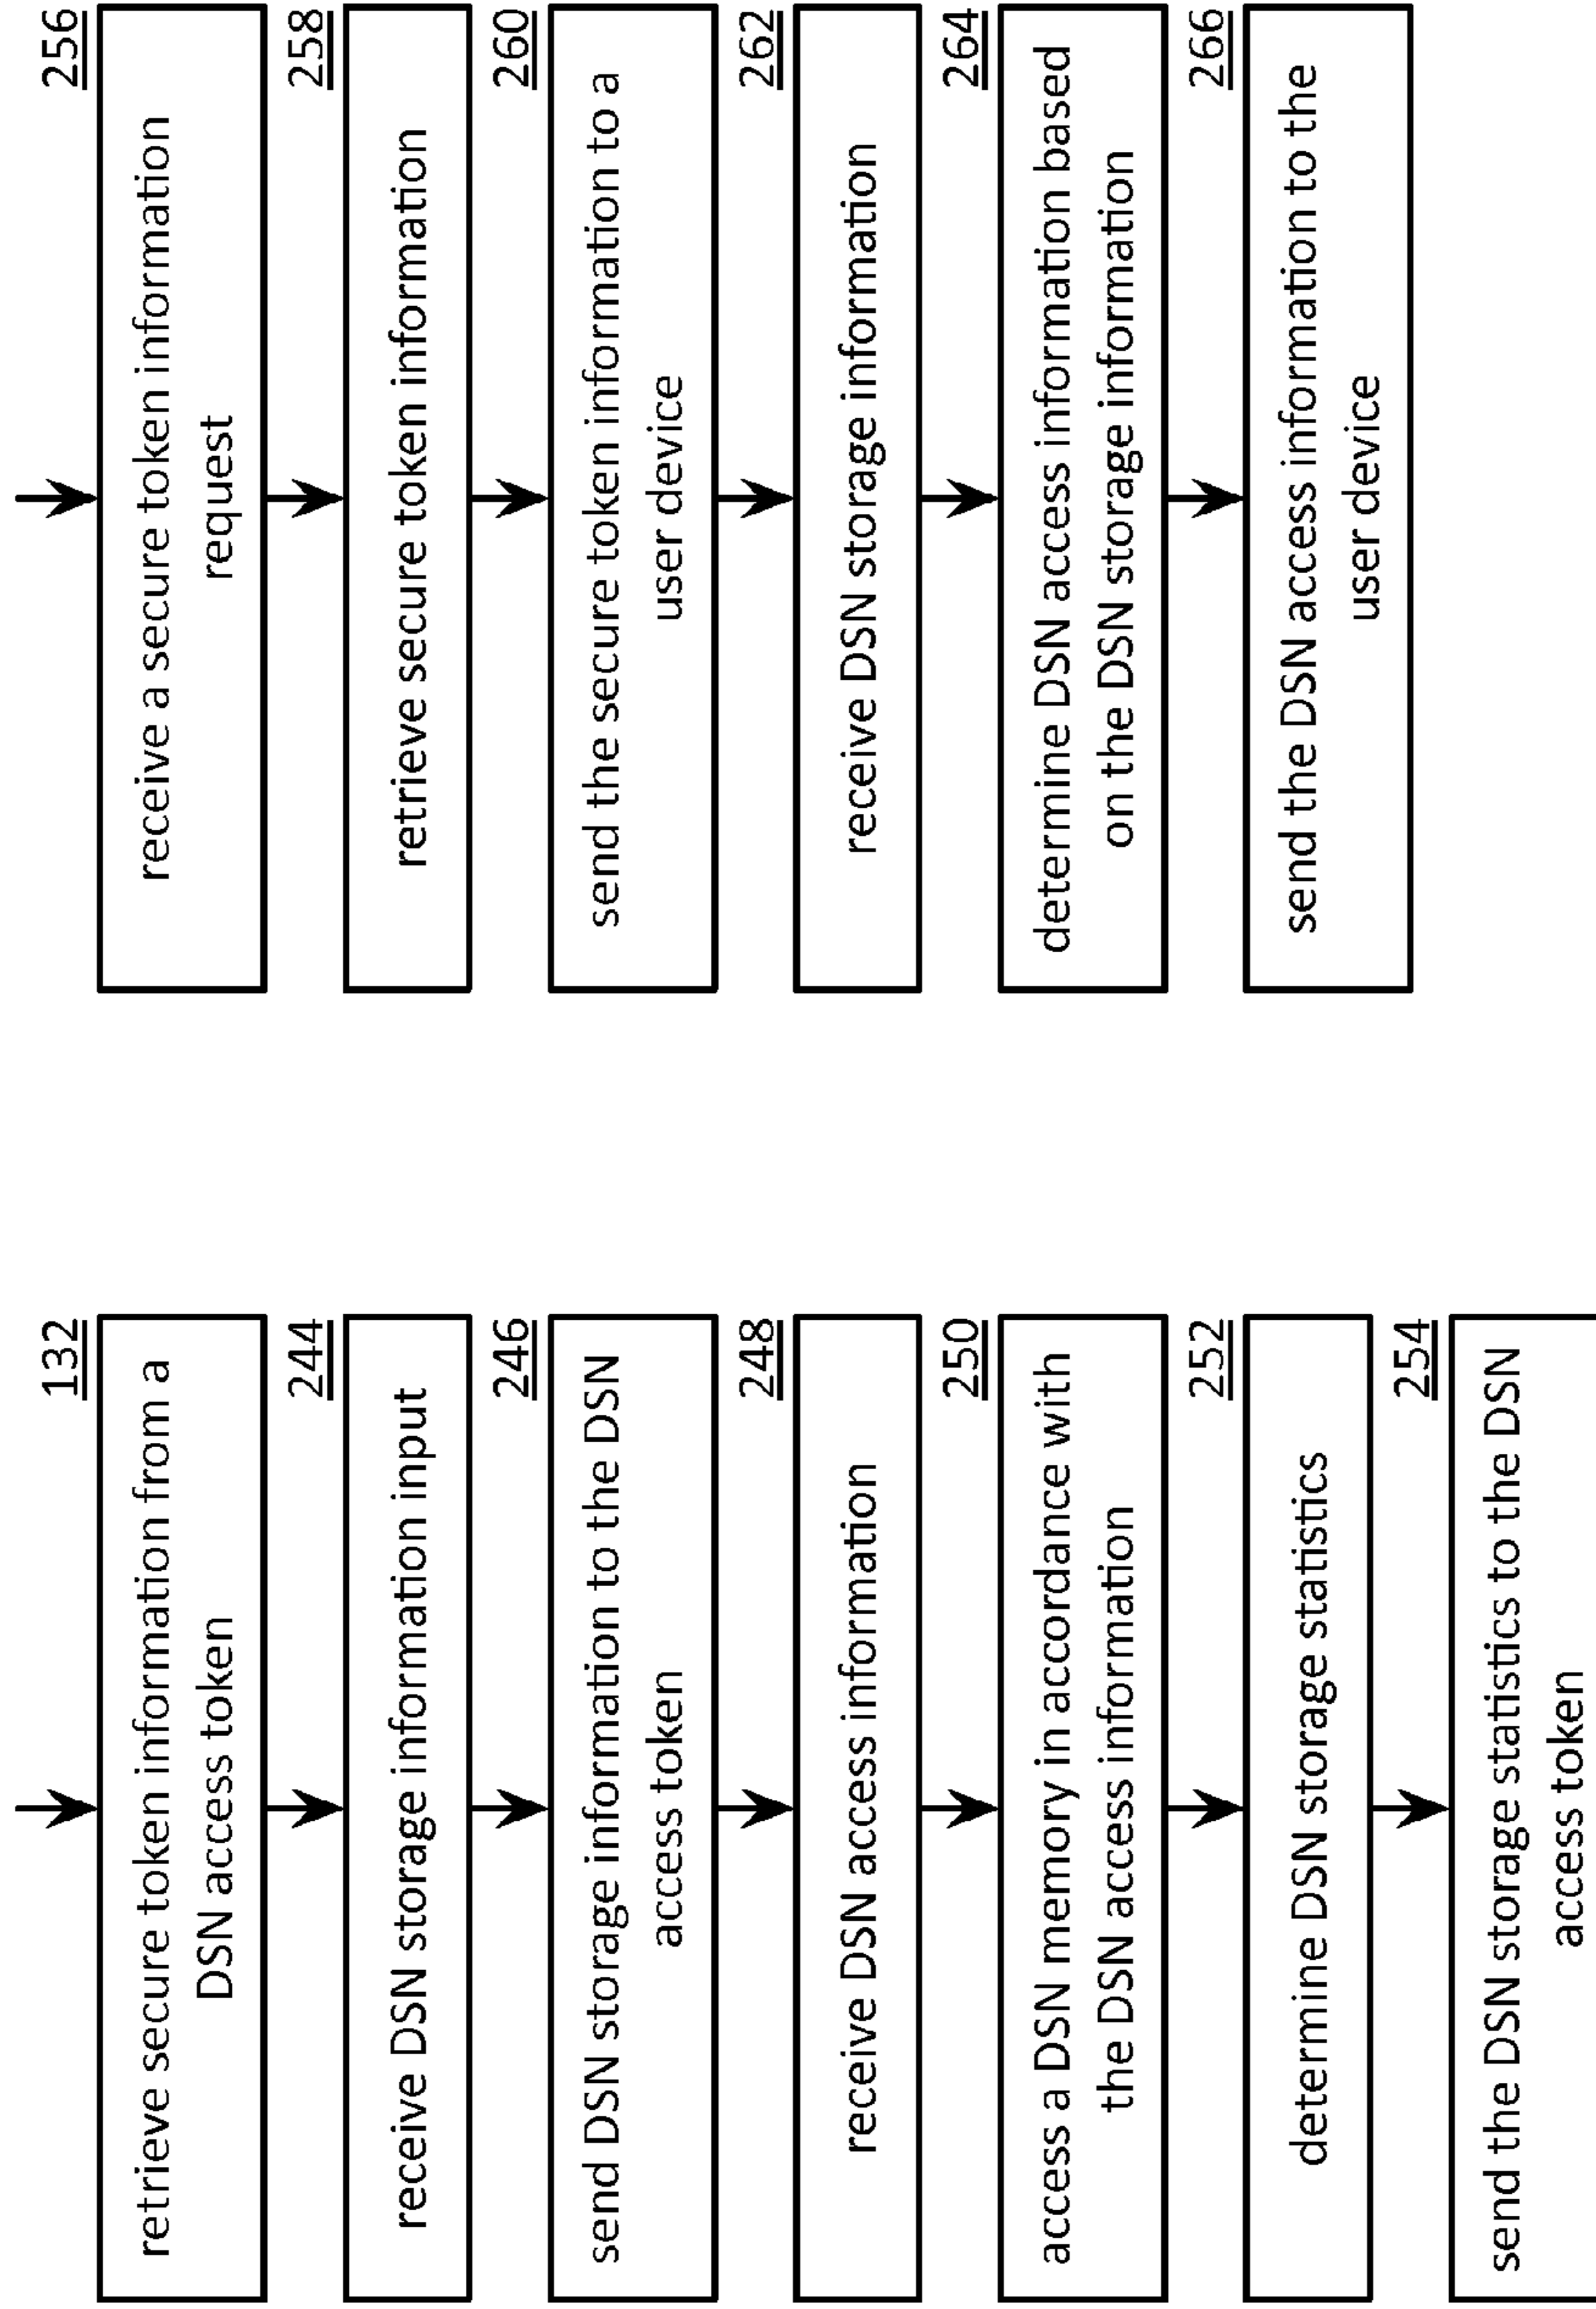 132
retrieve secure token information from a
DSN access token
244
receive DSN storage information input
246
send DSN storage information to the DSN
access token
248
receive DSN access information
250
access a DSN memory in accordance with
the DSN access information
252
determine DSN storage statistics
254
send the DSN storage statistics to the DSN
access token
256
receive a secure token information
request
258
retrieve secure token information
260
send the secure token information to a
user device
262
receive DSN storage information
264
determine DSN access information based
on the DSN storage information
266
send the DSN access information to the
user device